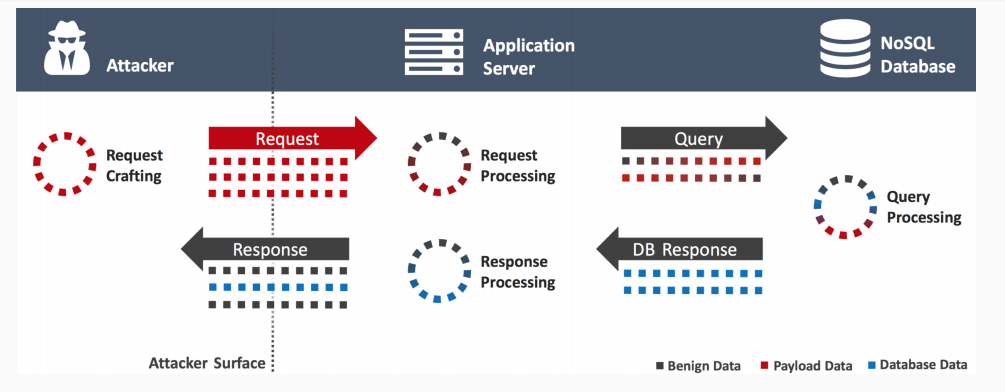 Attacker
Application
Server
NoSQL
Database
Request
Crafting
Request
Request
Processing
Query
Query
Processing
Response
Response
Processing
DB Response
Attacker Surface
Benign Data
Payload Data
Database Data